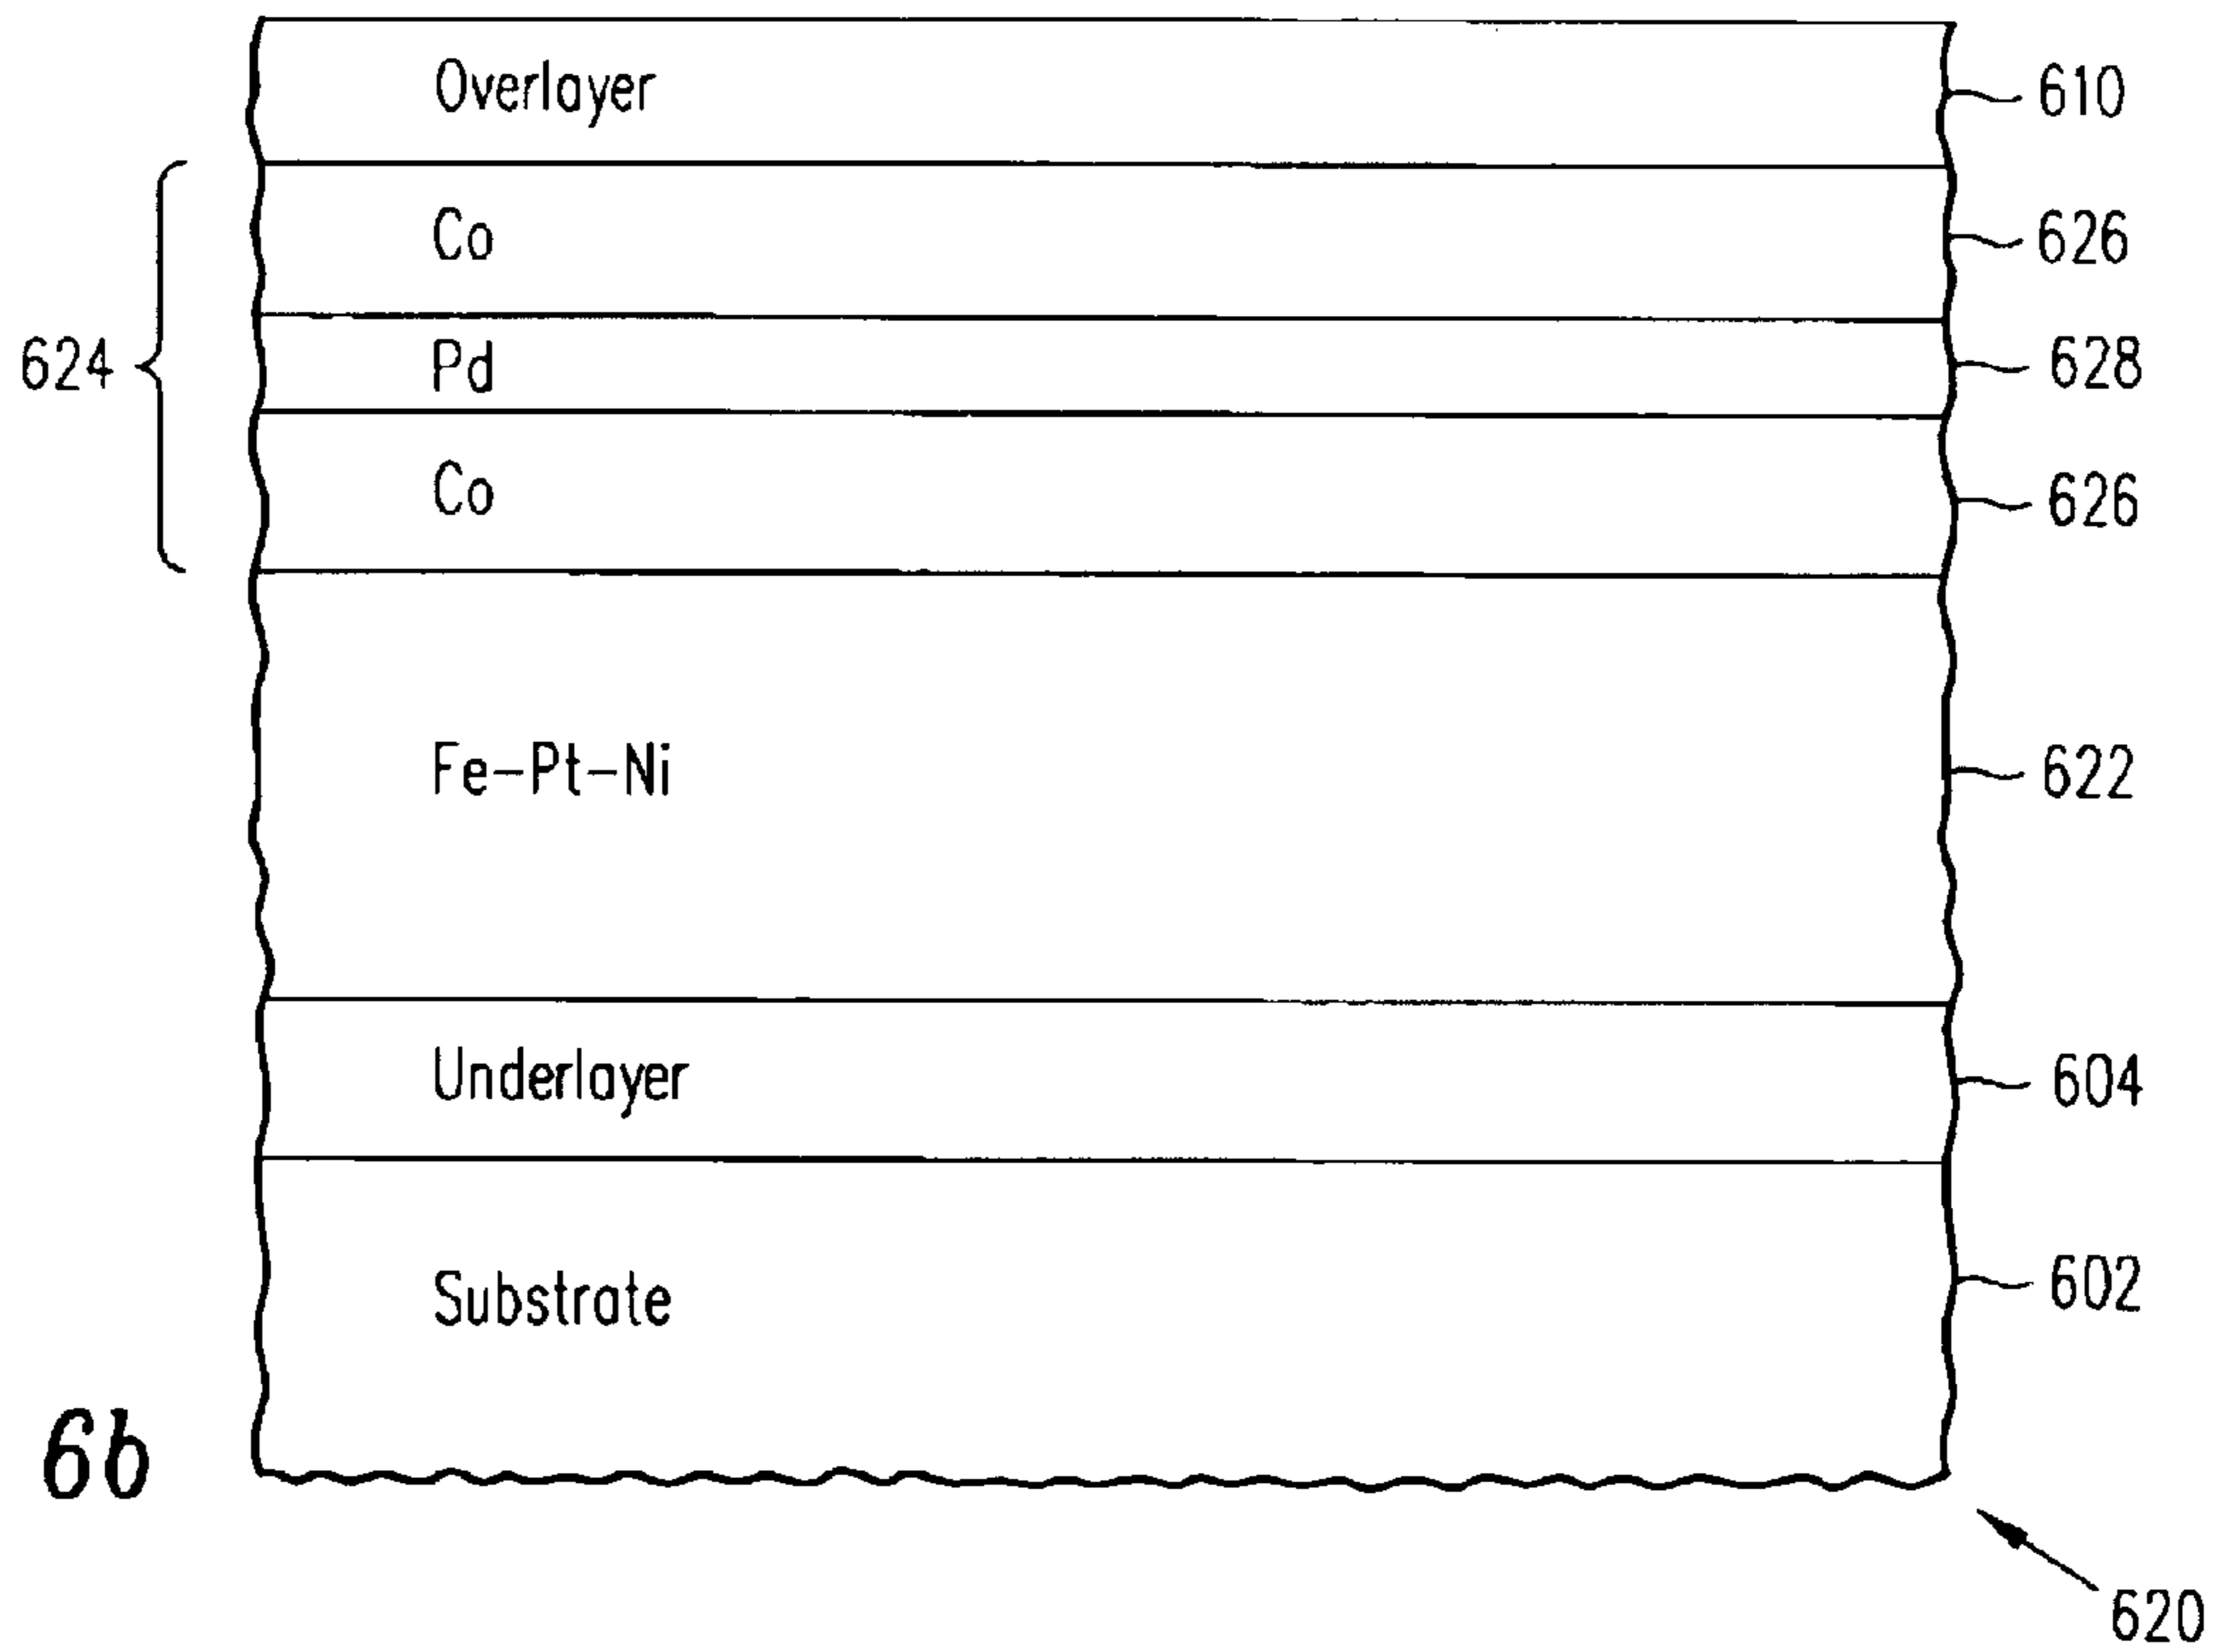 Overlayer 610
Co 626
624 Pd 628
Co 626
Fe-Pt-Ni 622
Underlayer 604
Substrate 602
6b
620